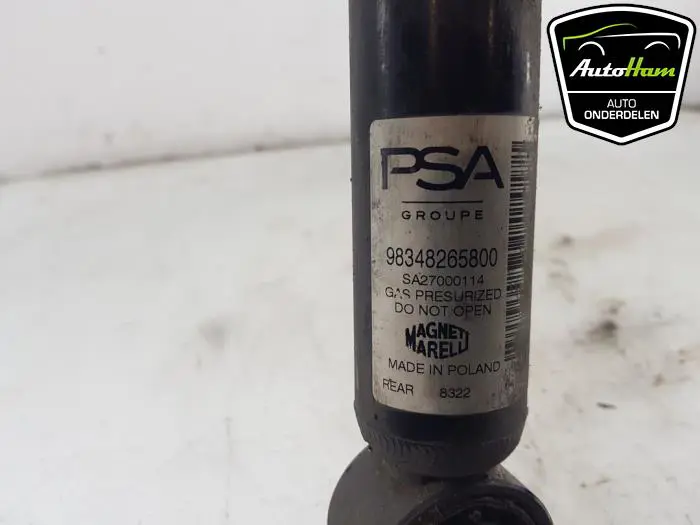 AutoHam
AUTO
ONDERDELEN
PSA
GROUPE
98348265800
SA27000114
GAS PRESURIZED
DO NOT OPEN
MAGNETI
MARELLI
MADE IN POLAND
REAR 8322